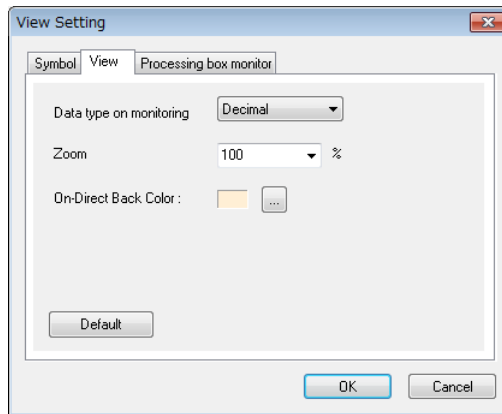 View Setting
Symbol View Processing box monitor
Data type on monitoring Decimal
Zoom 100 %
On-Direct Back Color : ...
Default
OK Cancel